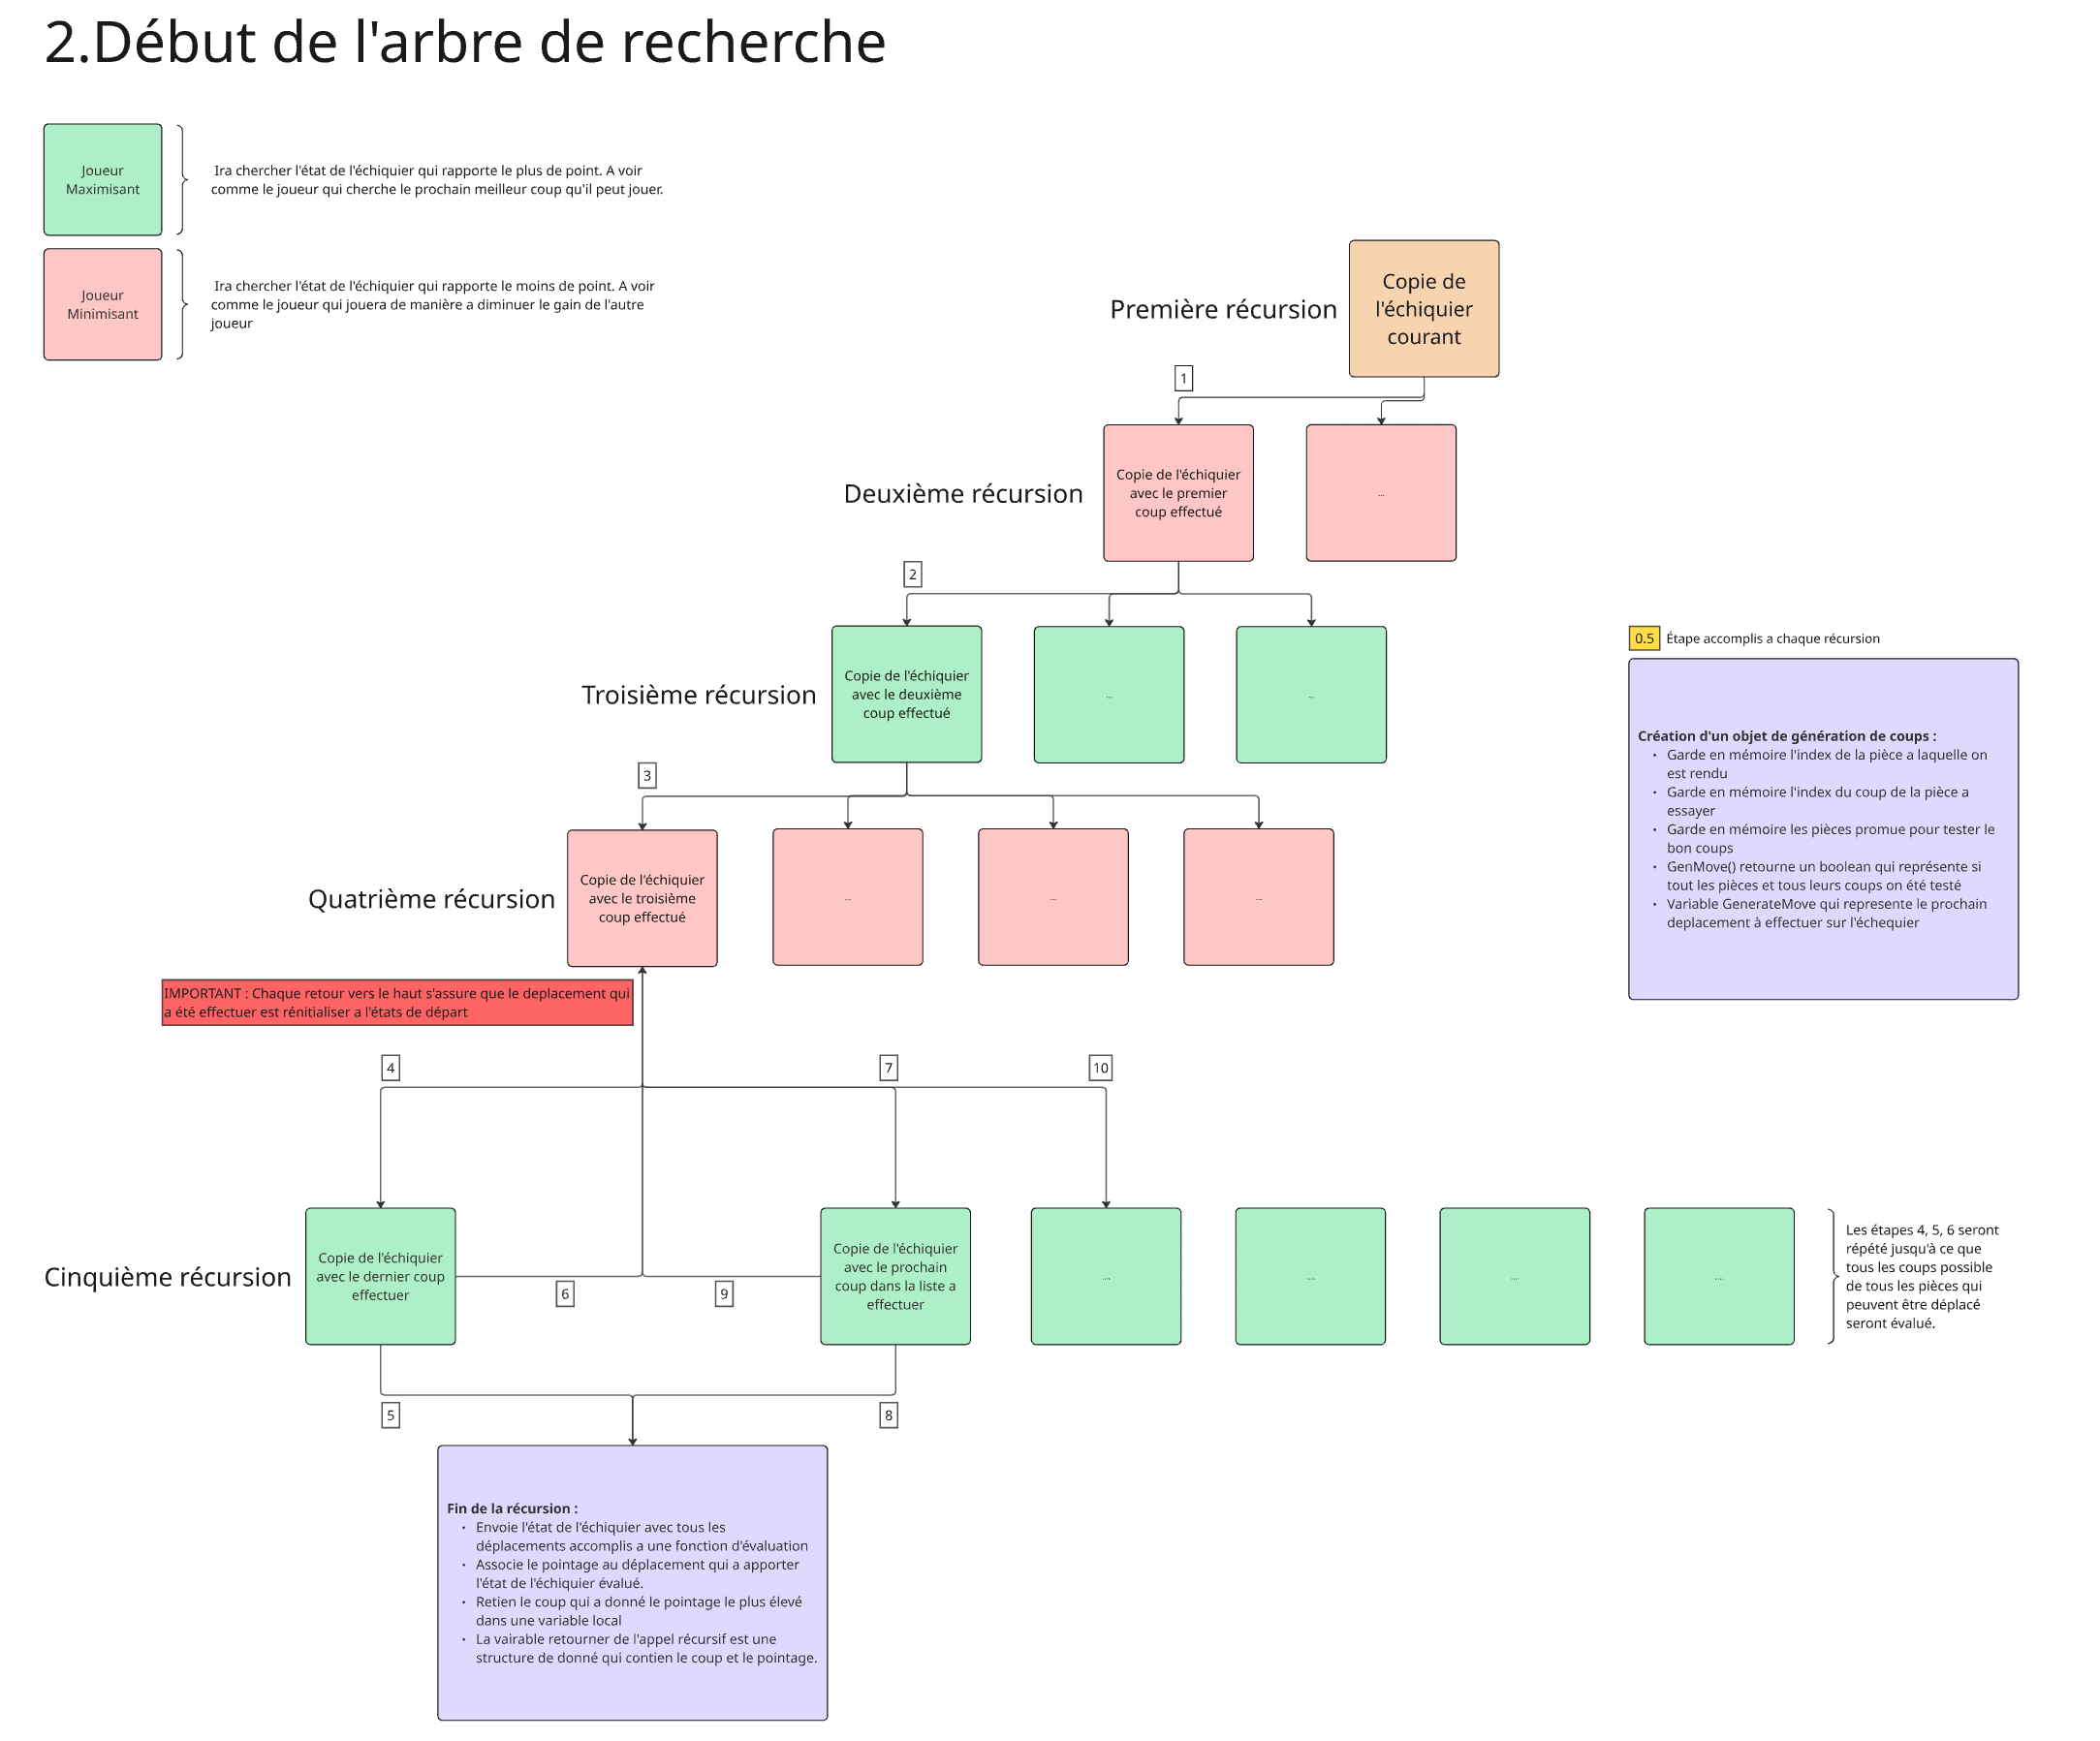 2.Début de l'arbre de recherche
Joueur
Maximisant
Ira chercher l'état de l'échiquier qui rapporte le plus de point. A voir
comme le joueur qui cherche le prochain meilleur coup qu'il peut jouer.
Joueur
Minimisant
Ira chercher l'état de l'échiquier qui rapporte le moins de point. A voir
comme le joueur qui jouera de manière a diminuer le gain de l'autre
joueur
Première récursion
Copie de
l'échiquier
courant
1
Deuxième récursion
Copie de l'échiquier
avec le premier
coup effectué
...
2
Troisième récursion
Copie de l'échiquier
avec le deuxième
coup effectué
...
...
0.5
Étape accomplis a chaque récursion
Création d'un objet de génération de coups :
• Garde en mémoire l'index de la pièce a laquelle on
est rendu
• Garde en mémoire l'index du coup de la pièce a
essayer
• Garde en mémoire les pièces promue pour tester le
bon coups
• GenMove() retourne un boolean qui représente si
tout les pièces et tous leurs coups on été testé
• Variable GenerateMove qui represente le prochain
deplacement à effectuer sur l'échequier
3
Quatrième récursion
Copie de l'échiquier
avec le troisième
coup effectué
...
...
...
IMPORTANT : Chaque retour vers le haut s'assure que le deplacement qui
a été effectuer est rénitialiser a l'états de départ
4
7
10
Cinquième récursion
Copie de l'échiquier
avec le dernier coup
effectuer
6
9
Copie de l'échiquier
avec le prochain
coup dans la liste a
effectuer
....
....
....
....
Les étapes 4, 5, 6 seront
répété jusqu'à ce que
tous les coups possible
de tous les pièces qui
peuvent être déplacé
seront évalué.
5
8
Fin de la récursion :
• Envoie l'état de l'échiquier avec tous les
déplacements accomplis a une fonction d'évaluation
• Associe le pointage au déplacement qui a apporter
l'état de l'échiquier évalué.
• Retien le coup qui a donné le pointage le plus élevé
dans une variable local
• La vairable retourner de l'appel récursif est une
structure de donné qui contien le coup et le pointage.